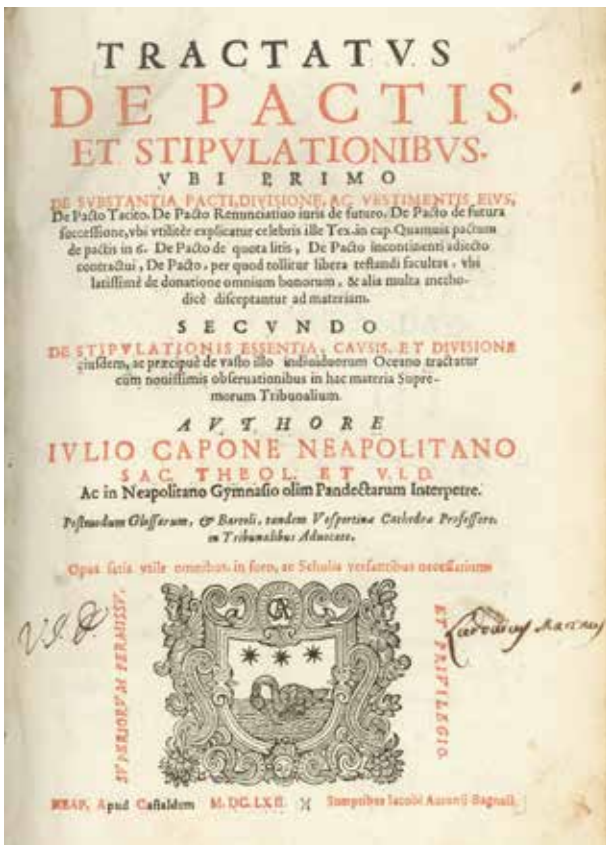 TRACTATVS
DE PACTIS,
ET STIPVLATIONIBVS.
VBI PRIMO
DE SVBSTANTIA PACTI, DIVISIONE, AC VESTIMENTIS EIVS,
De Pacto Tacito. De Pacto Renunciatiuo iuris de futuro. De Pacto de futura
successione, vbi vtilitèr explicatur celebris ille Tex. in cap. Quamuis pactum
de pactis in 6. De Pacto de quota litis, De Pacto incontinenti adiecto
contractui, De Pacto, per quod tollitur libera testandi facultas, vbi
latissimè de donatione omnium bonorum, & alia multa metho-
dicè disceptantur ad materiam.
SECVNDO
DE STIPVLATIONIS ESSENTIA, CAVSIS, ET DIVISIONE
eiusdem, ac præcipuè de vasto illo indiuiduorum Oceano tractatur
cùm nouissimis obseruationibus in hac materia Supre-
morum Tribunalium.
AVTHORE
IVLIO CAPONE NEAPOLITANO
SAC. THEOL. ET V.I.D.
Ac in Neapolitano Gymnasio olim Pandectarum Interpetre.
Postmodum Glossarum, & Bartoli, tandem Vespertinæ Cathedræ Professore,
in Tribunalibus Aduocato.
Opus satis vtile omnibus, in foro, ac Scholis versantibus necessarium
SVPERIORVM PERMISSV,
ET PRIVILEGIO.
NEAP. Apud Castaldum M.DC.LXII. Sumptibus Iacobi Antonij Bagnuli.